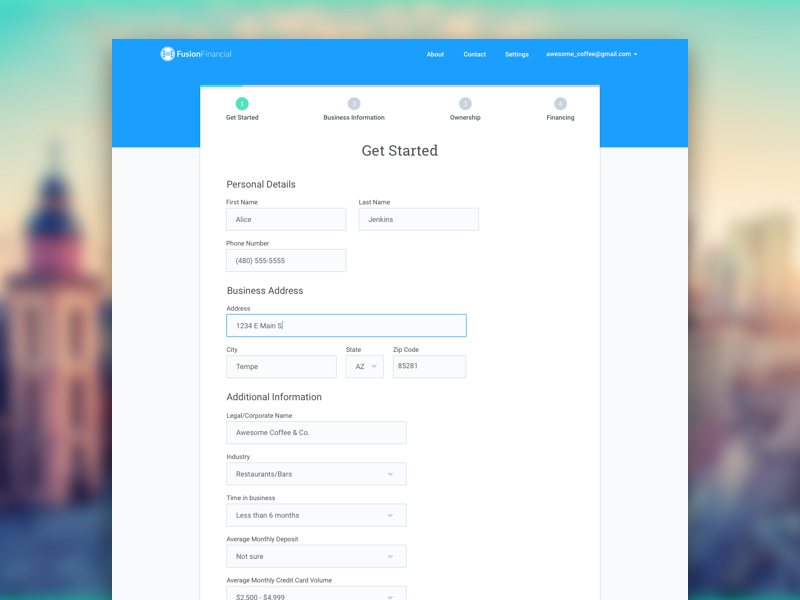 FusionFinancial About Contact Settings awesome_coffee@gmail.com
1 2 3 4
Get Started Business Information Ownership Financing
Get Started
Personal Details
First Name Last Name
Alice Jenkins
Phone Number
(480) 555-5555
Business Address
Address
1234 E Main S
City State Zip Code
Tempe AZ 85281
Additional Information
Legal/Corporate Name
Awesome Coffee & Co.
Industry
Restaurants/Bars
Time in business
Less than 6 months
Average Monthly Deposit
Not sure
Average Monthly Credit Card Volume
$2,500 - $4,999